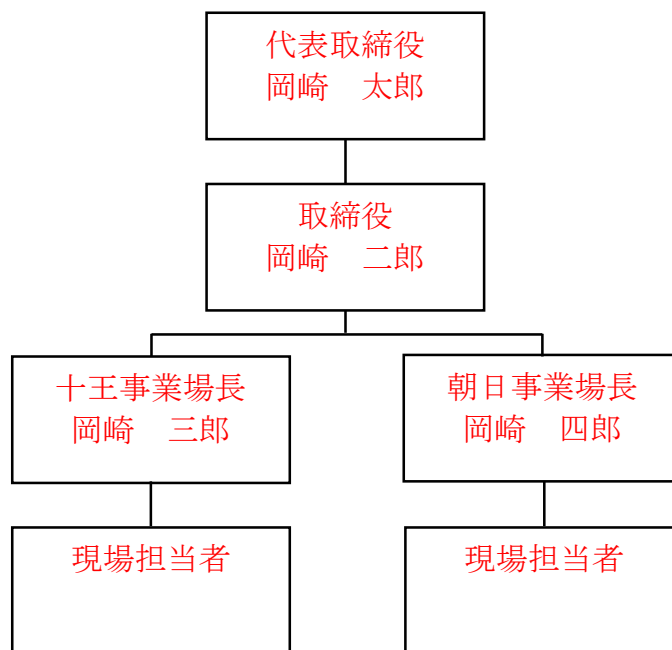 代表取締役
岡崎　太郎
取締役
岡崎　二郎
十王事業場長
岡崎　三郎
朝日事業場長
岡崎　四郎
現場担当者
現場担当者